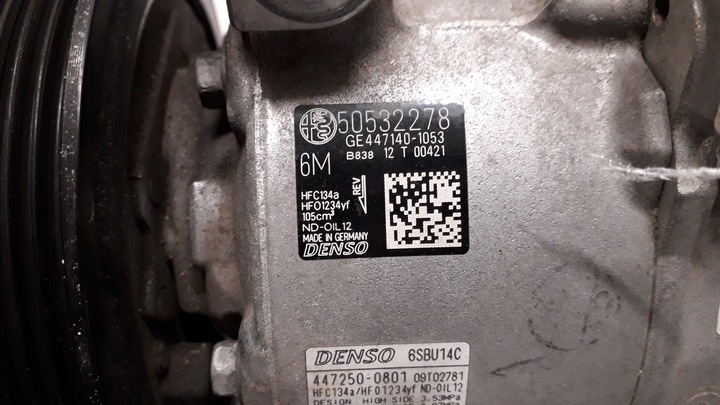 50532278
GE447140-1053
6M B838 12 T 00421
REV
HFC134a
HFO1234yf
105cm³
ND-OIL12
MADE IN GERMANY
DENSO
DENSO 6SBU14C
447250-0801 09T02781
HFC134a/HFO1234yf ND-OIL12
DESIGN HIGH SIDE 3.53MPa